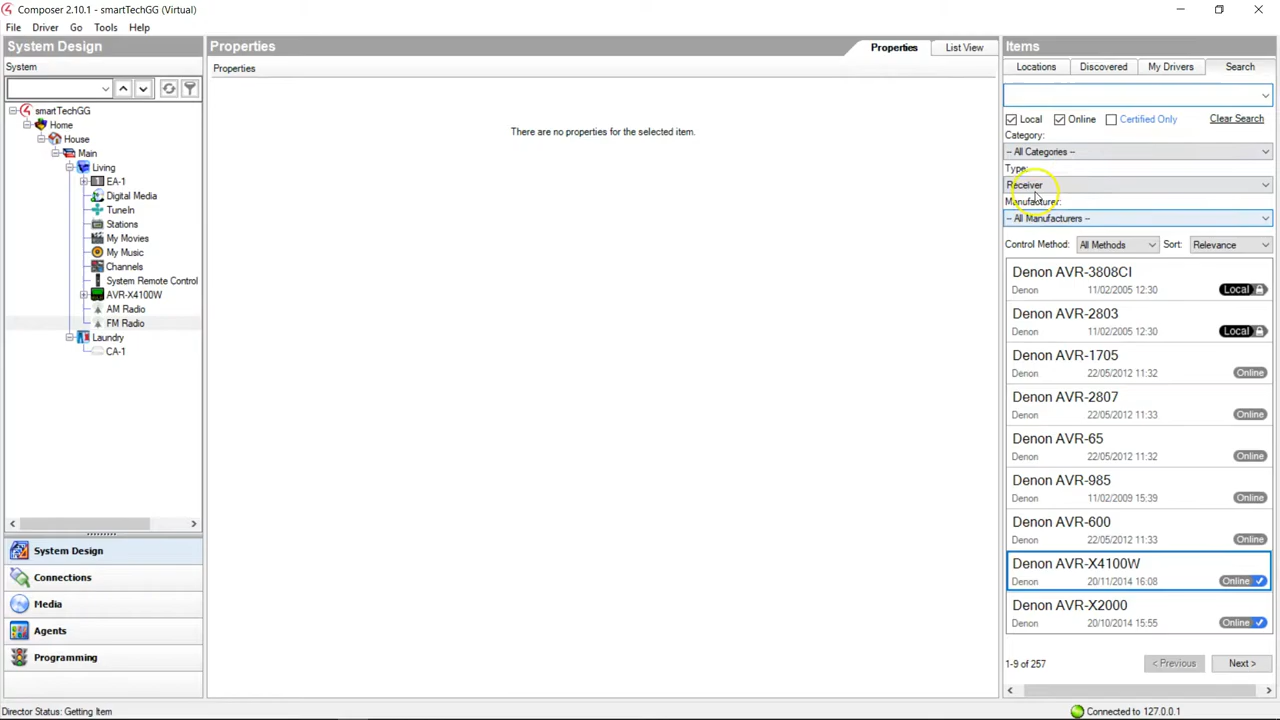 Composer 2.10.1 - smartTechGG (Virtual)
File Driver Go Tools Help
System Design
System
smartTechGG
Home
House
Main
Living
EA-1
Digital Media
TuneIn
Stations
My Movies
My Music
Channels
System Remote Control
AVR-X4100W
AM Radio
FM Radio
Laundry
CA-1
System Design
Connections
Media
Agents
Programming
Properties
Properties List View
Properties
There are no properties for the selected item.
Items
Locations Discovered My Drivers Search
Local Online Certified Only Clear Search
Category:
-- All Categories --
Type:
Receiver
Manufacturer:
-- All Manufacturers --
Control Method: All Methods Sort: Relevance
Denon AVR-3808CI
Denon 11/02/2005 12:30 Local
Denon AVR-2803
Denon 11/02/2005 12:30 Local
Denon AVR-1705
Denon 22/05/2012 11:32 Online
Denon AVR-2807
Denon 22/05/2012 11:33 Online
Denon AVR-65
Denon 22/05/2012 11:32 Online
Denon AVR-985
Denon 11/02/2009 15:39 Online
Denon AVR-600
Denon 22/05/2012 11:33 Online
Denon AVR-X4100W
Denon 20/11/2014 16:08 Online
Denon AVR-X2000
Denon 20/10/2014 15:55 Online
1-9 of 257 < Previous Next >
Director Status: Getting Item
Connected to 127.0.0.1